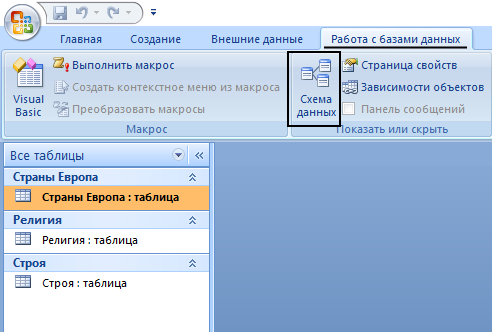 Главная Создание Внешние данные Работа с базами данных
Visual Basic
Выполнить макрос
Создать контекстное меню из макроса
Преобразовать макросы
Макрос
Схема данных
Страница свойств
Зависимости объектов
Панель сообщений
Показать или скрыть
Все таблицы
Страны Европа
Страны Европа : таблица
Религия
Религия : таблица
Строя
Строя : таблица